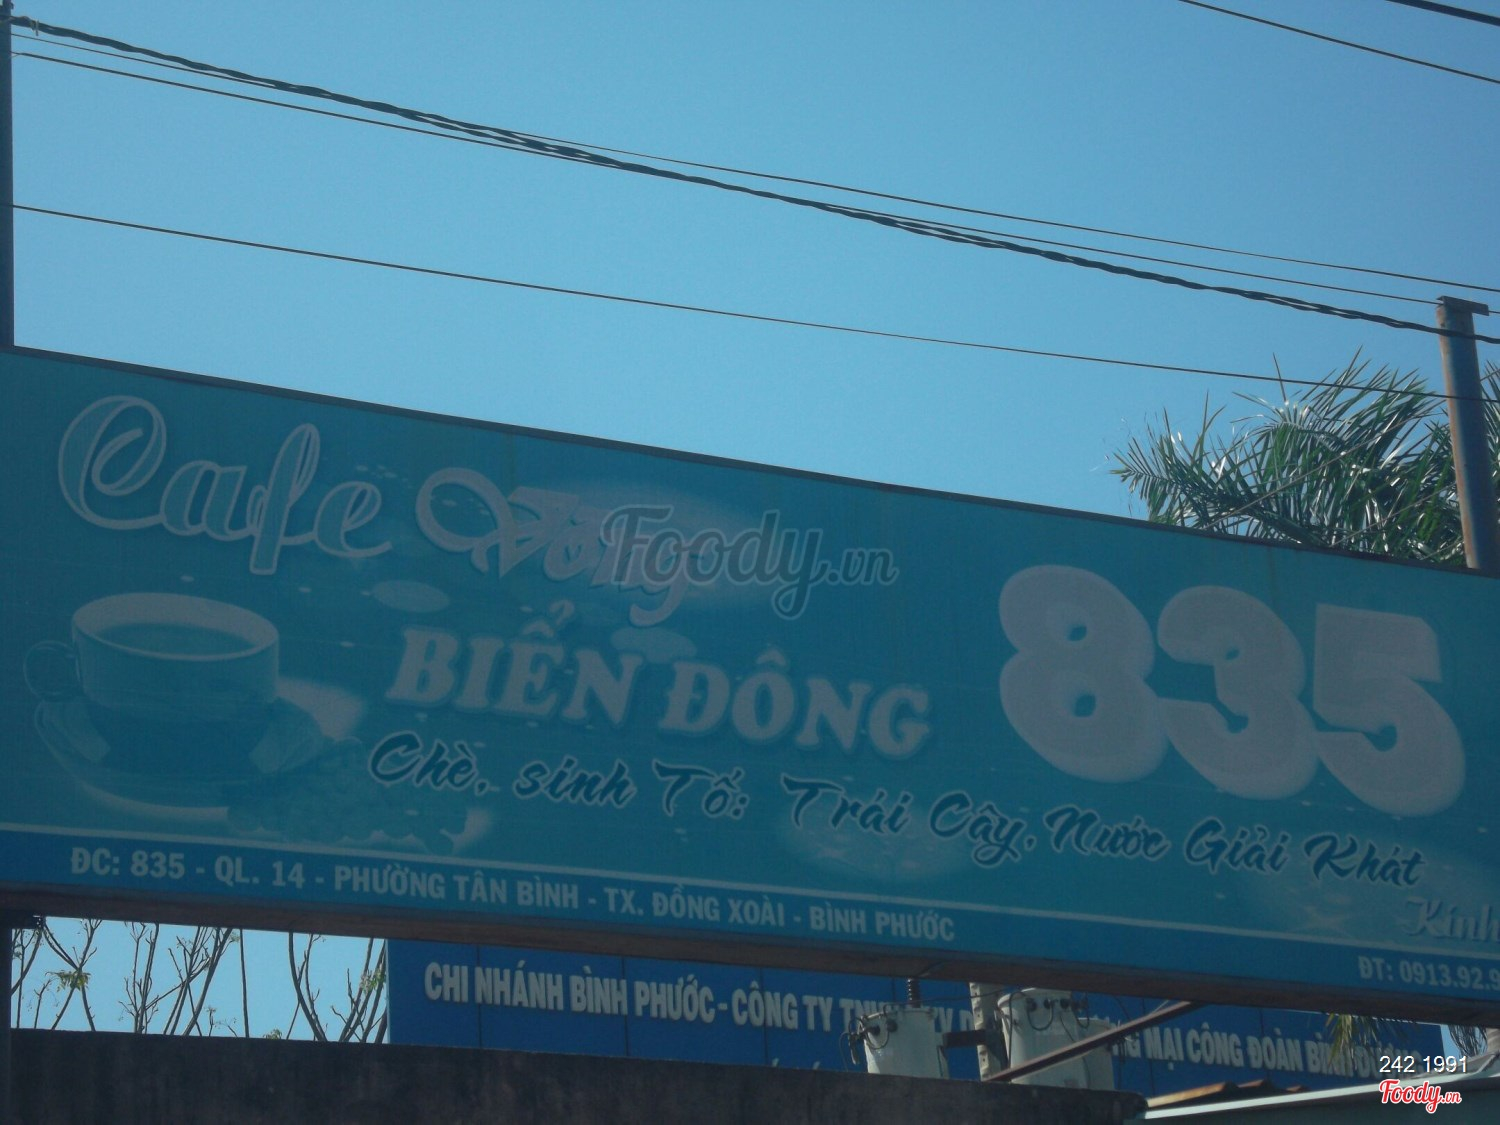 Cafe Võng
BIỂN ĐÔNG
835
Chè, sinh Tố: Trái Cây, Nước Giải Khát
Kính
ĐC: 835 - QL. 14 - PHƯỜNG TÂN BÌNH - TX. ĐỒNG XOÀI - BÌNH PHƯỚC
ĐT: 0913.92.9
CHI NHÁNH BÌNH PHƯỚC - CÔNG TY MẠI CÔNG ĐOÀN BÌNH
Foody.vn
242 1991
Foody.vn